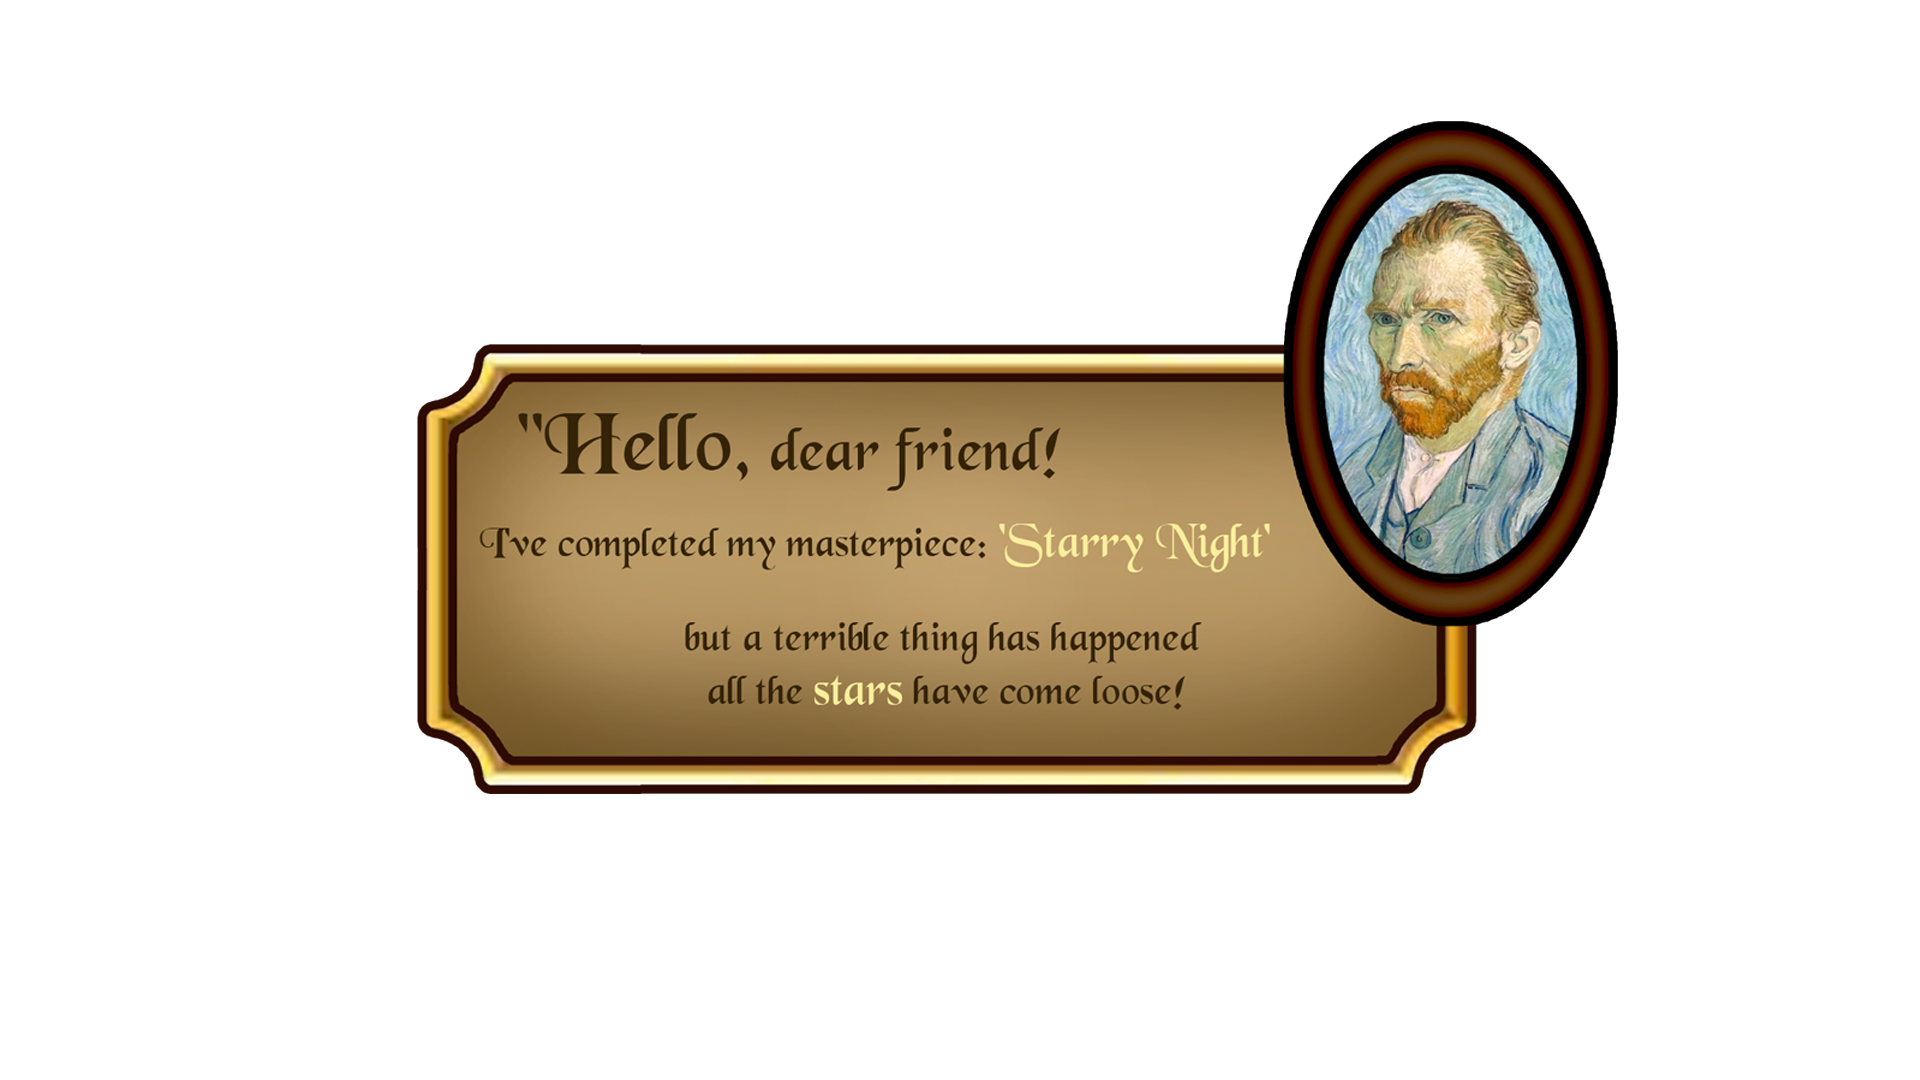 "Hello, dear friend!
I've completed my masterpiece: 'Starry Night'
but a terrible thing has happened
all the stars have come loose!